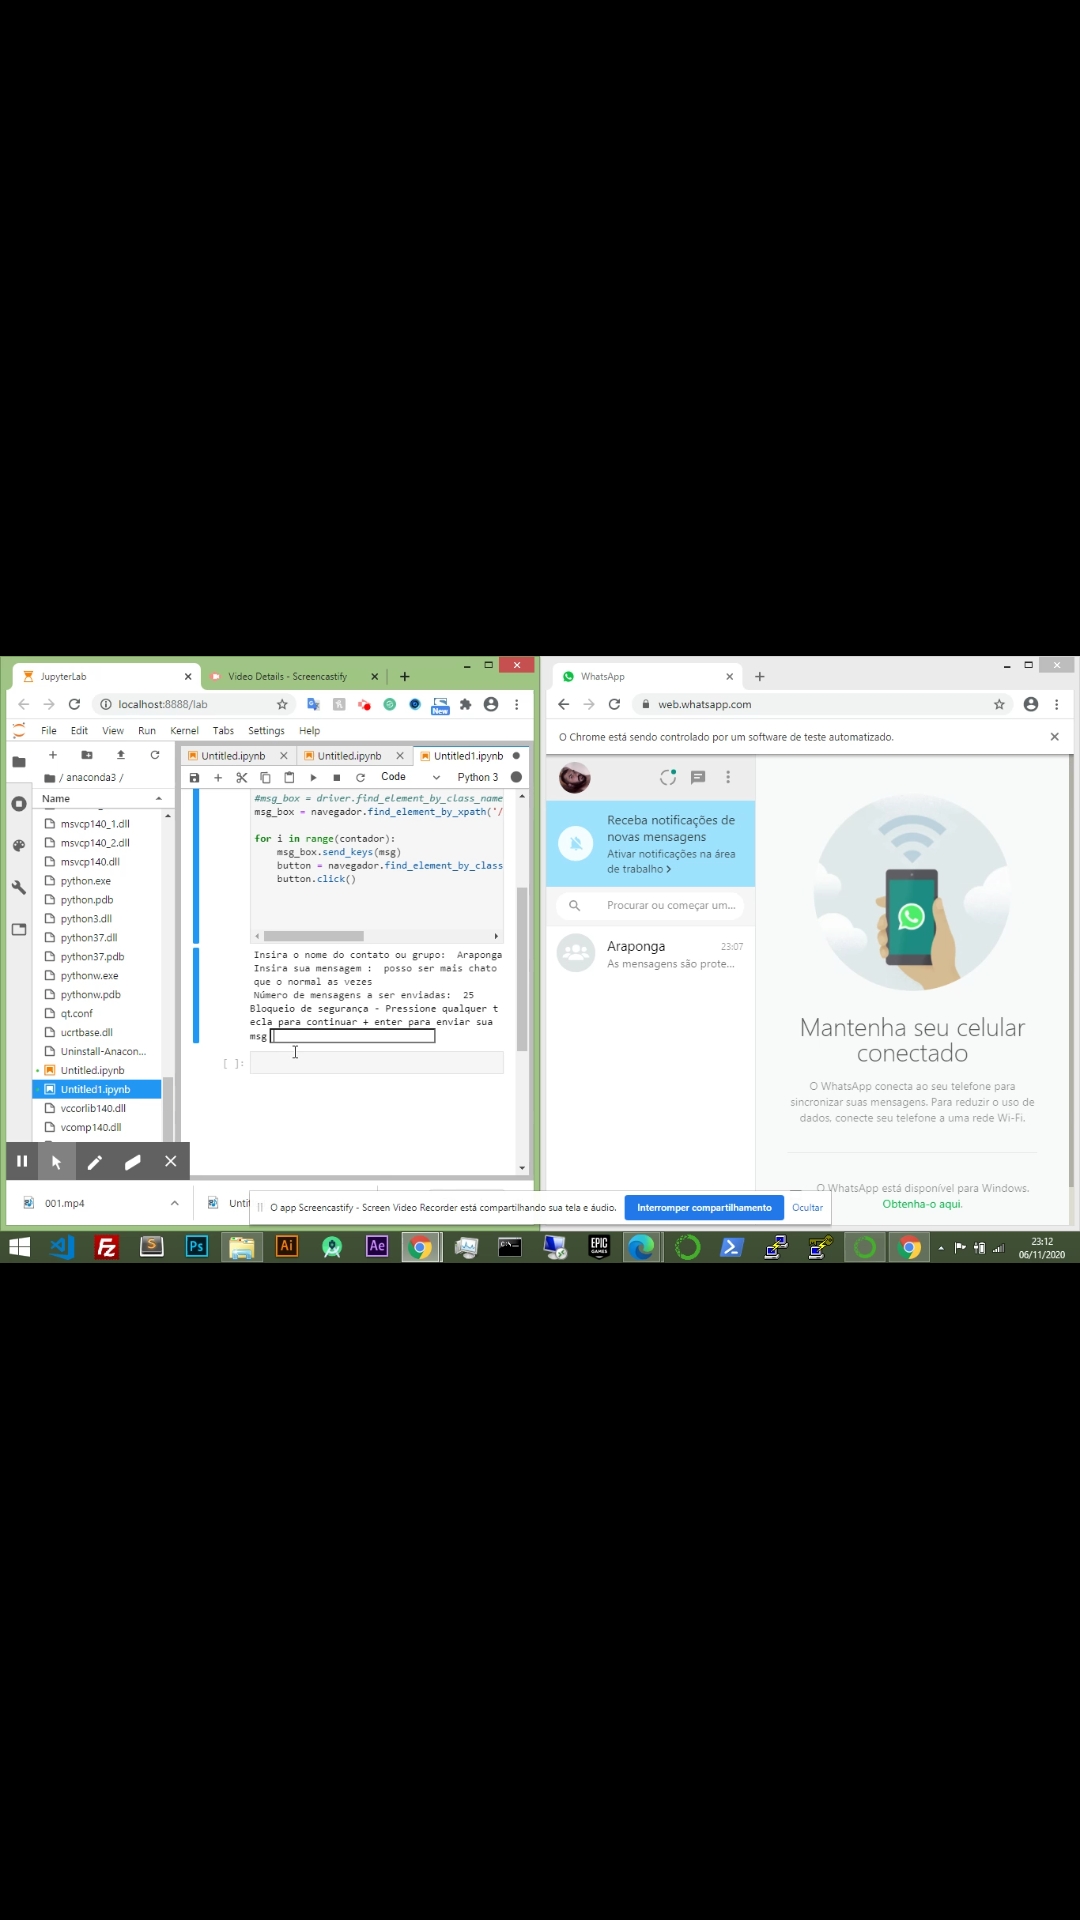 JupyterLab
Video Details - Screencastify
localhost:8888/lab
New
File Edit View Run Kernel Tabs Settings Help
/ anaconda3 /
Name
msvcp140_1.dll
msvcp140_2.dll
msvcp140.dll
python.exe
python.pdb
python3.dll
python37.dll
python37.pdb
pythonw.exe
pythonw.pdb
qt.conf
ucrtbase.dll
Uninstall-Anacon...
Untitled.ipynb
Untitled1.ipynb
vccorlib140.dll
vcomp140.dll
Untitled.ipynb
Untitled.ipynb
Untitled1.ipynb
Code
Python 3
#msg_box = driver.find_element_by_class_name
msg_box = navegador.find_element_by_xpath('/
for i in range(contador):
msg_box.send_keys(msg)
button = navegador.find_element_by_class
button.click()
Insira o nome do contato ou grupo: Araponga
Insira sua mensagem : posso ser mais chato
que o normal as vezes
Número de mensagens a ser enviadas: 25
Bloqueio de segurança - Pressione qualquer t
ecla para continuar + enter para enviar sua
msg
[ ]:
001.mp4
Unti
WhatsApp
web.whatsapp.com
O Chrome está sendo controlado por um software de teste automatizado.
Receba notificações de
novas mensagens
Ativar notificações na área
de trabalho >
Procurar ou começar um...
Araponga 23:07
As mensagens são prote...
Mantenha seu celular
conectado
O WhatsApp conecta ao seu telefone para
sincronizar suas mensagens. Para reduzir o uso de
dados, conecte seu telefone a uma rede Wi-Fi.
O WhatsApp está disponível para Windows.
Obtenha-o aqui.
O app Screencastify - Screen Video Recorder está compartilhando sua tela e áudio.
Interromper compartilhamento
Ocultar
Fz
S
Ps
Ai
Ae
EPIC
GAMES
23:12
06/11/2020